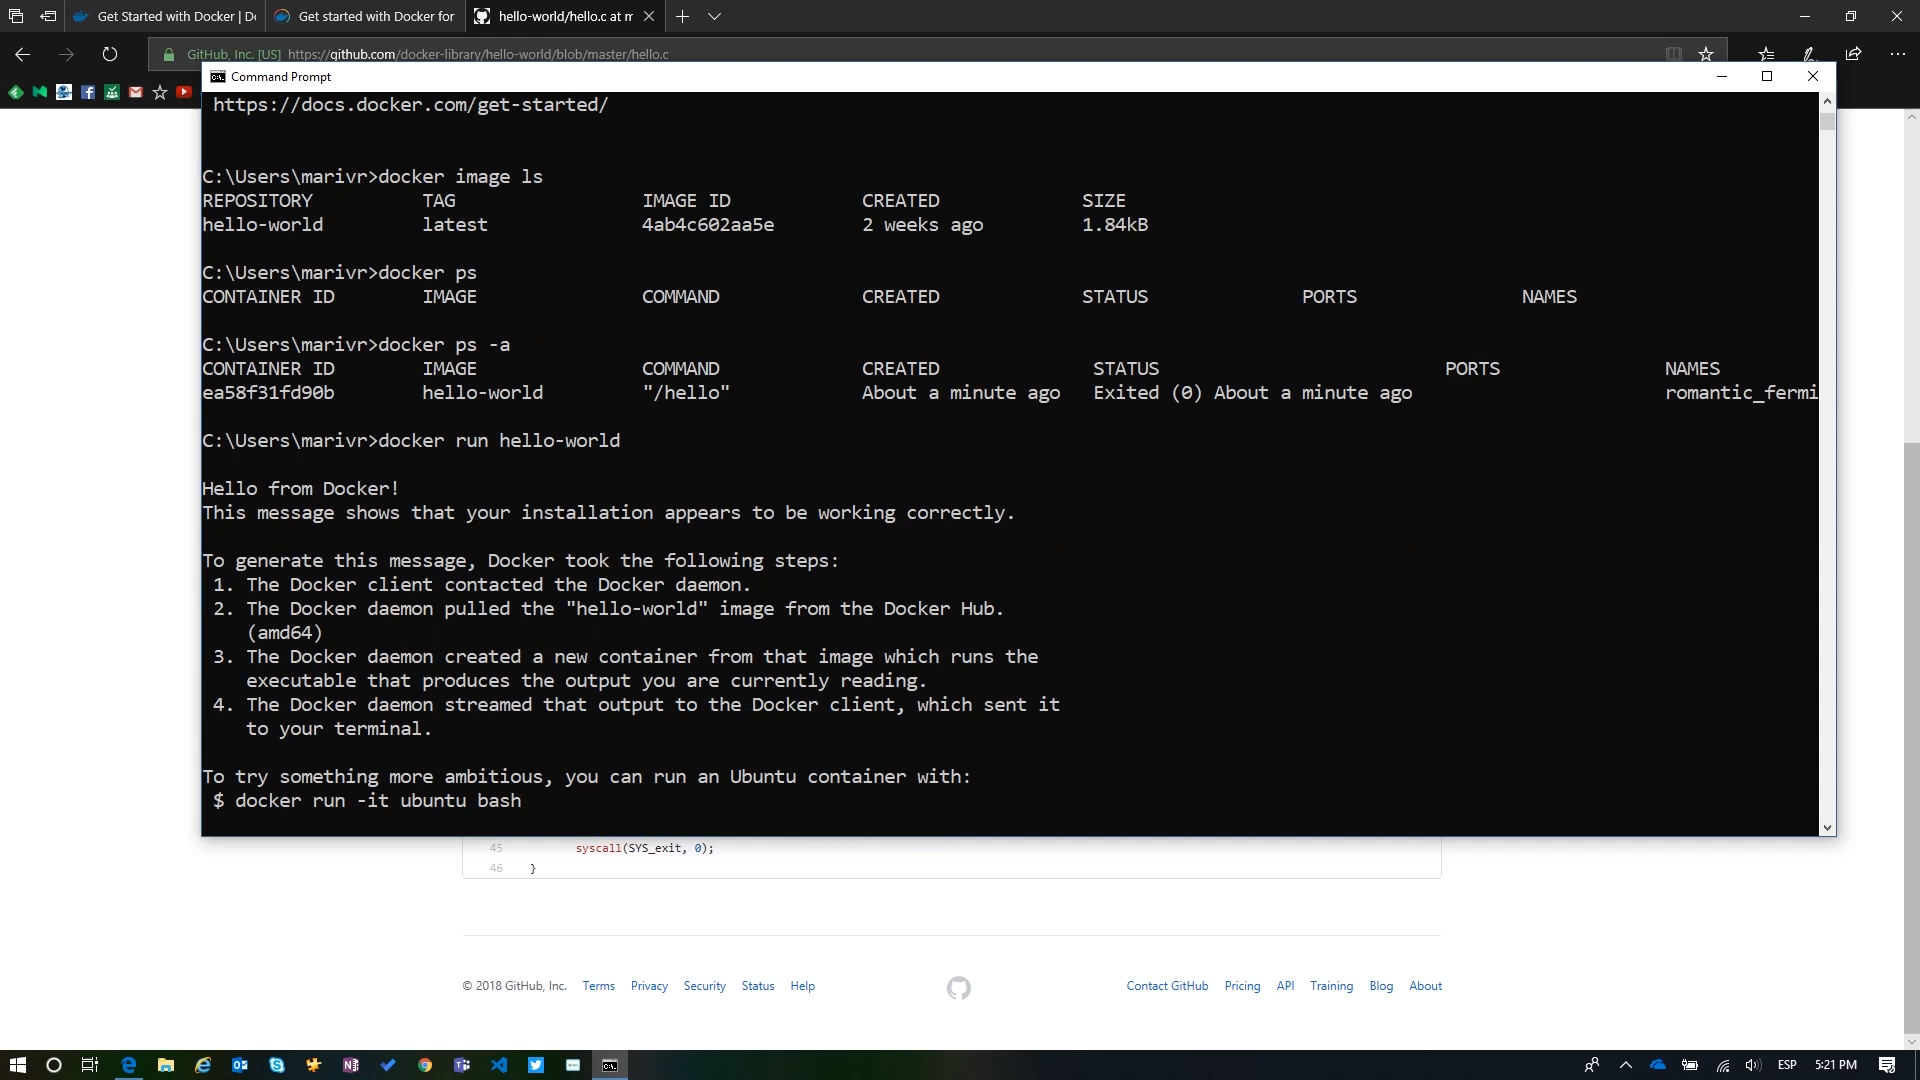 Get Started with Docker | Do
Get started with Docker for
hello-world/hello.c at m
GitHub, Inc. [US] https://github.com/docker-library/hello-world/blob/master/hello.c
Command Prompt
https://docs.docker.com/get-started/
C:\Users\marivr>docker image ls
REPOSITORY TAG IMAGE ID CREATED SIZE
hello-world latest 4ab4c602aa5e 2 weeks ago 1.84kB
C:\Users\marivr>docker ps
CONTAINER ID IMAGE COMMAND CREATED STATUS PORTS NAMES
C:\Users\marivr>docker ps -a
CONTAINER ID IMAGE COMMAND CREATED STATUS PORTS NAMES
ea58f31fd90b hello-world "/hello" About a minute ago Exited (0) About a minute ago romantic_fermi
C:\Users\marivr>docker run hello-world
Hello from Docker!
This message shows that your installation appears to be working correctly.
To generate this message, Docker took the following steps:
1. The Docker client contacted the Docker daemon.
2. The Docker daemon pulled the "hello-world" image from the Docker Hub.
(amd64)
3. The Docker daemon created a new container from that image which runs the
executable that produces the output you are currently reading.
4. The Docker daemon streamed that output to the Docker client, which sent it
to your terminal.
To try something more ambitious, you can run an Ubuntu container with:
$ docker run -it ubuntu bash
45 syscall(SYS_exit, 0);
46 }
© 2018 GitHub, Inc. Terms Privacy Security Status Help Contact GitHub Pricing API Training Blog About
ESP 5:21 PM